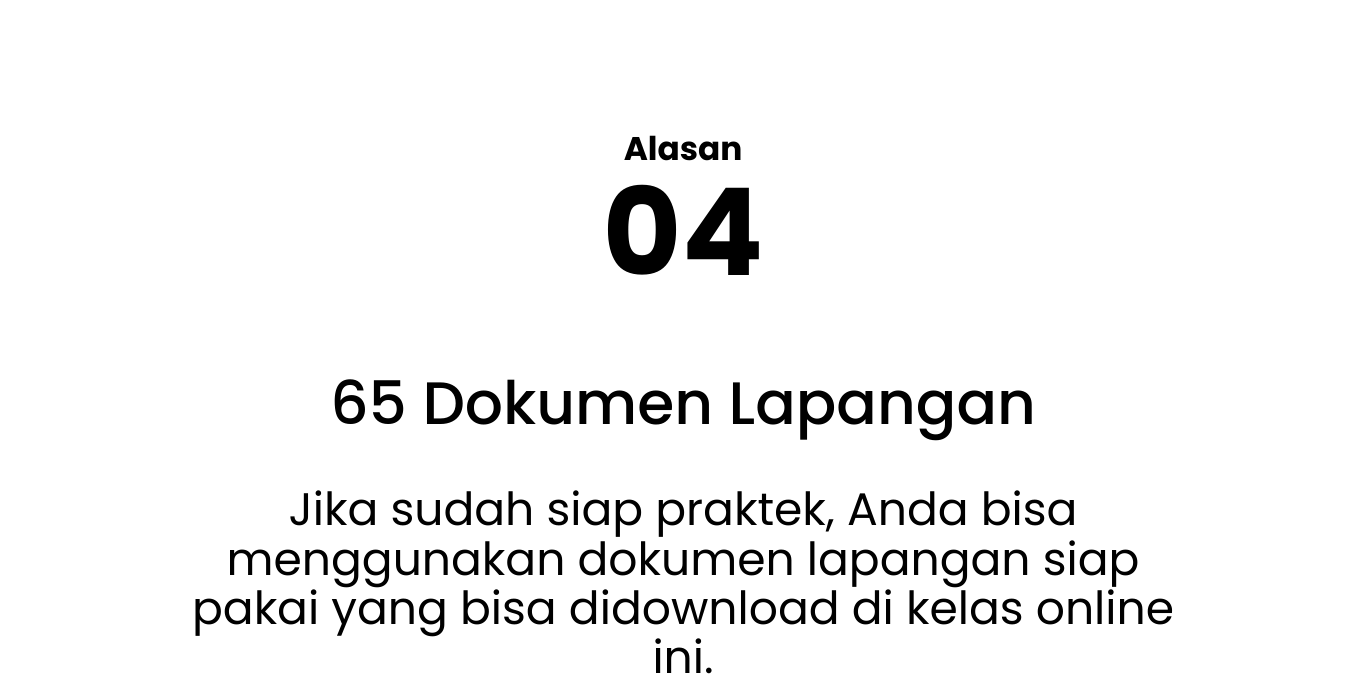 Alasan
04
65 Dokumen Lapangan
Jika sudah siap praktek, Anda bisa
menggunakan dokumen lapangan siap
pakai yang bisa didownload di kelas online
ini.